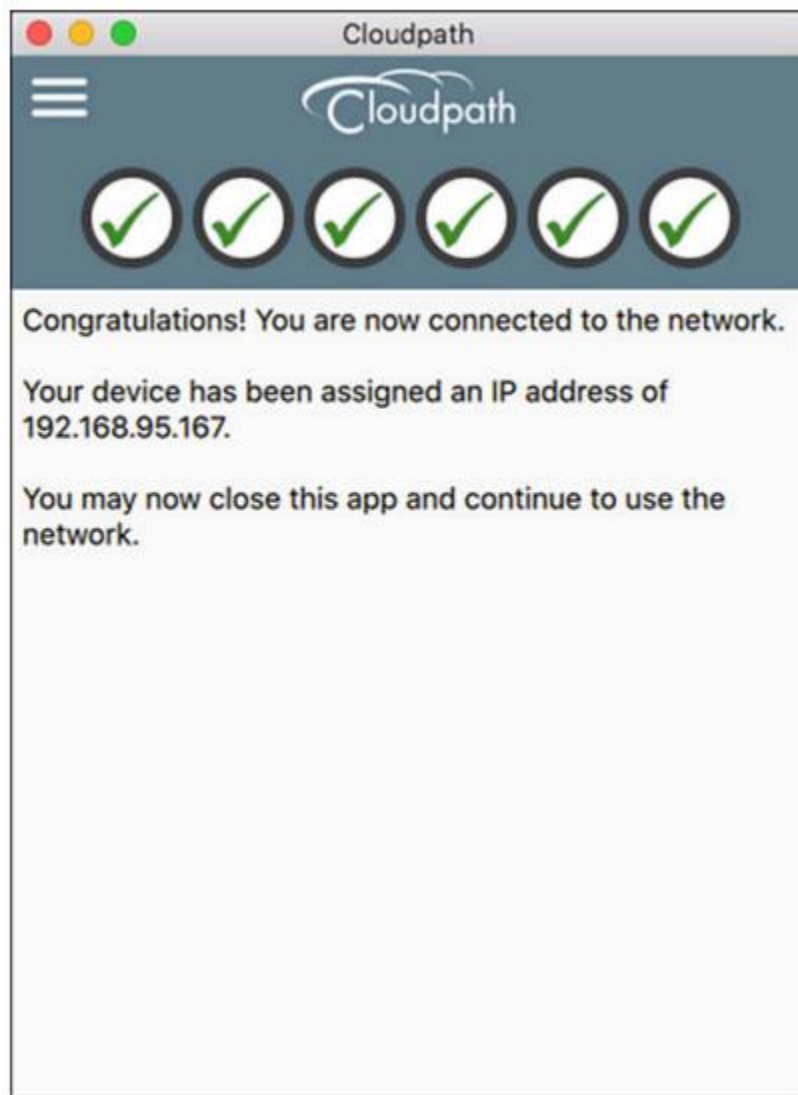 Cloudpath
Cloudpath
Congratulations! You are now connected to the network.
Your device has been assigned an IP address of
192.168.95.167.
You may now close this app and continue to use the
network.